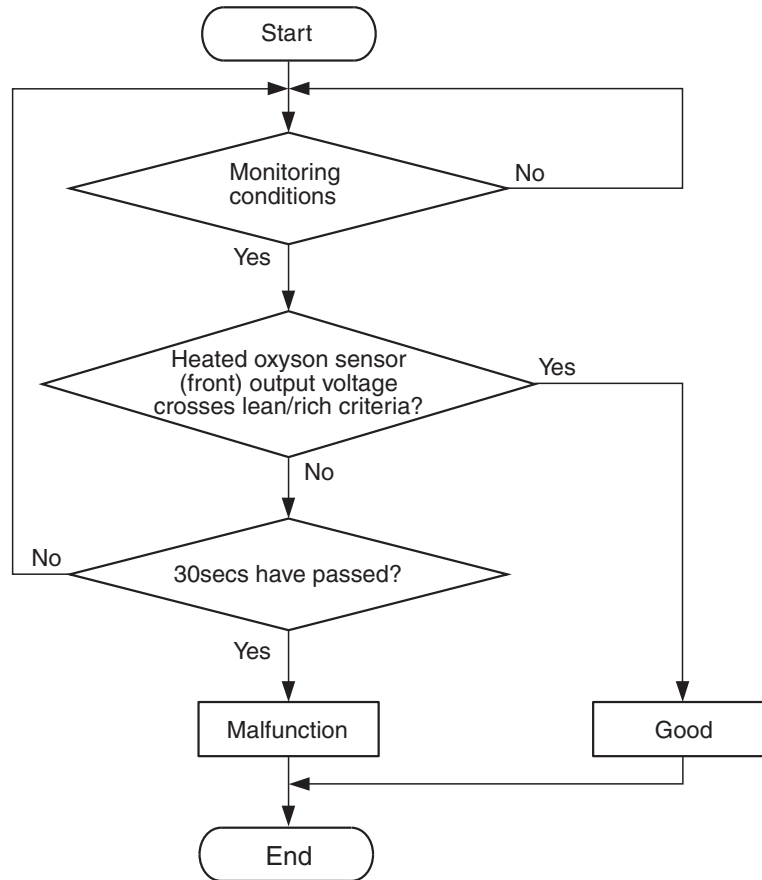 Start
Monitoring
conditions
No
Yes
Heated oxyson sensor
(front) output voltage
crosses lean/rich criteria?
Yes
No
No
30secs have passed?
Yes
Malfunction
Good
End